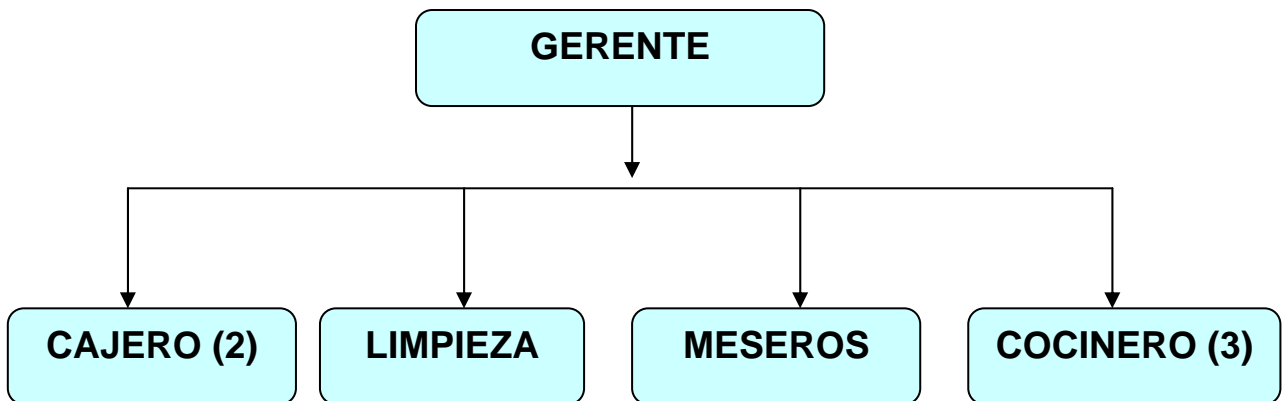 GERENTE
CAJERO (2)
LIMPIEZA
MESEROS
COCINERO (3)